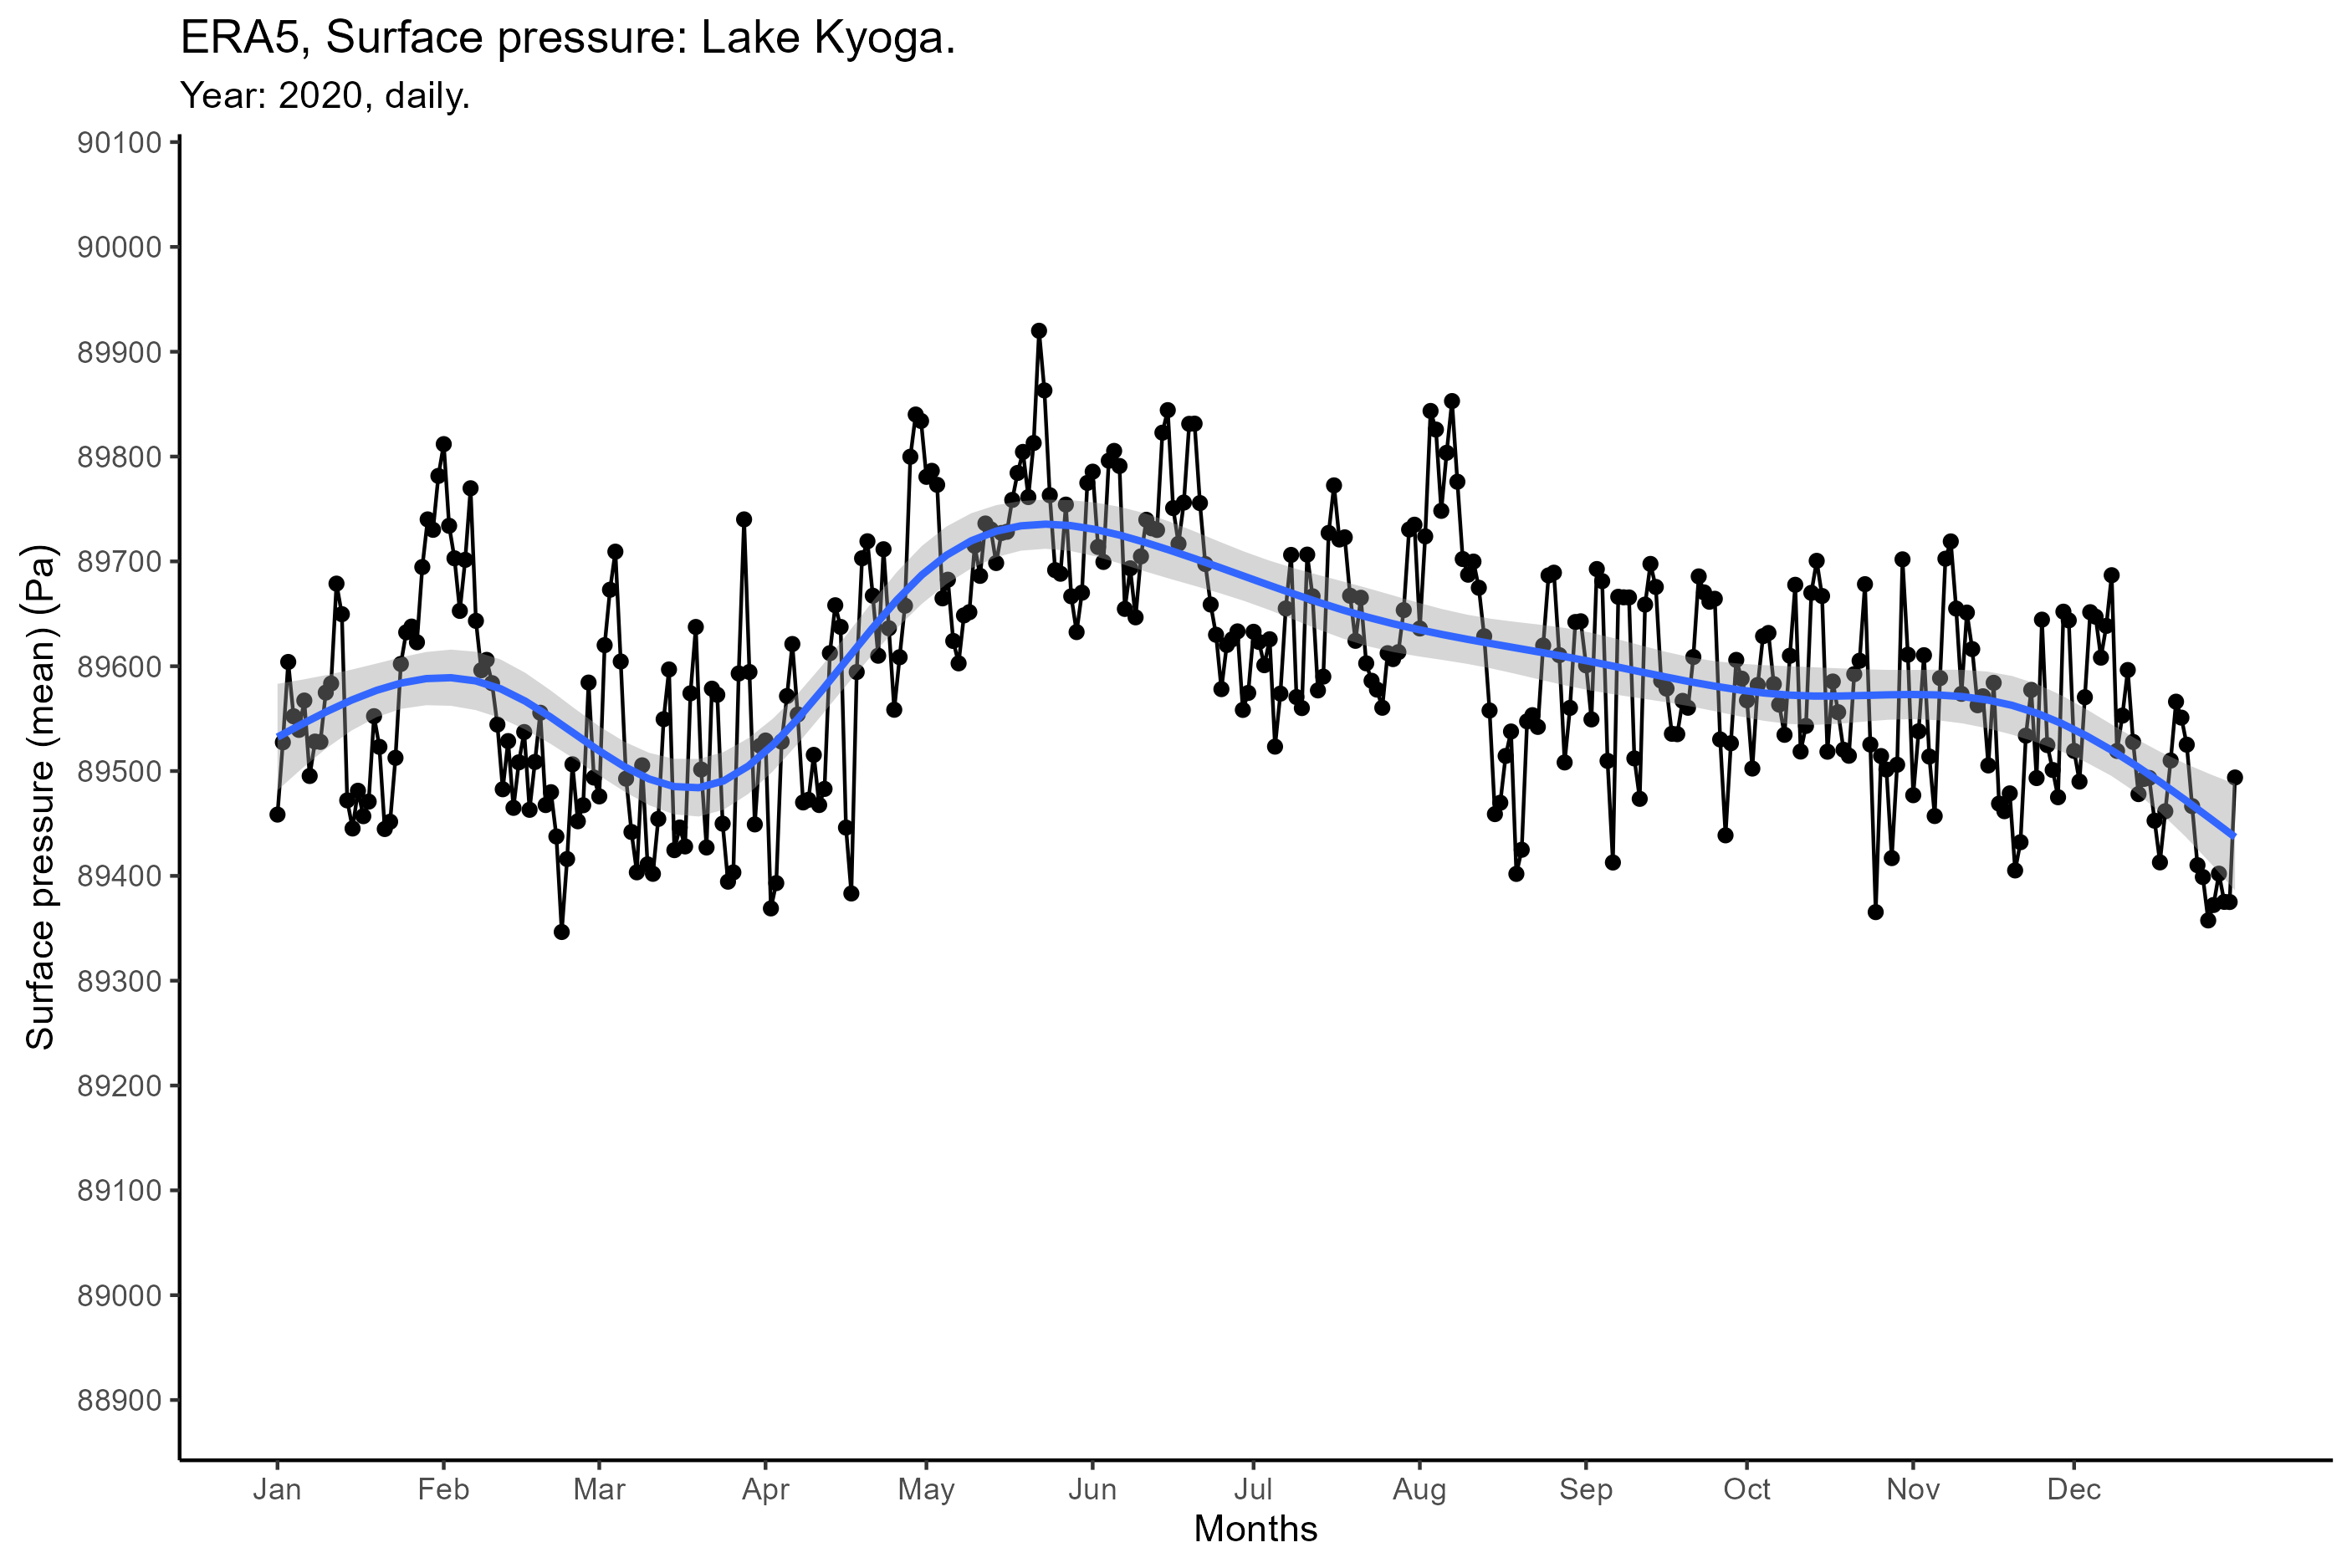 ERA5, Surface pressure: Lake Kyoga.
Year: 2020, daily.
Surface pressure (mean) (Pa)
90100
90000
89900
89800
89700
89600
89500
89400
89300
89200
89100
89000
88900
Jan Feb Mar Apr May Jun Jul Aug Sep Oct Nov Dec
Months